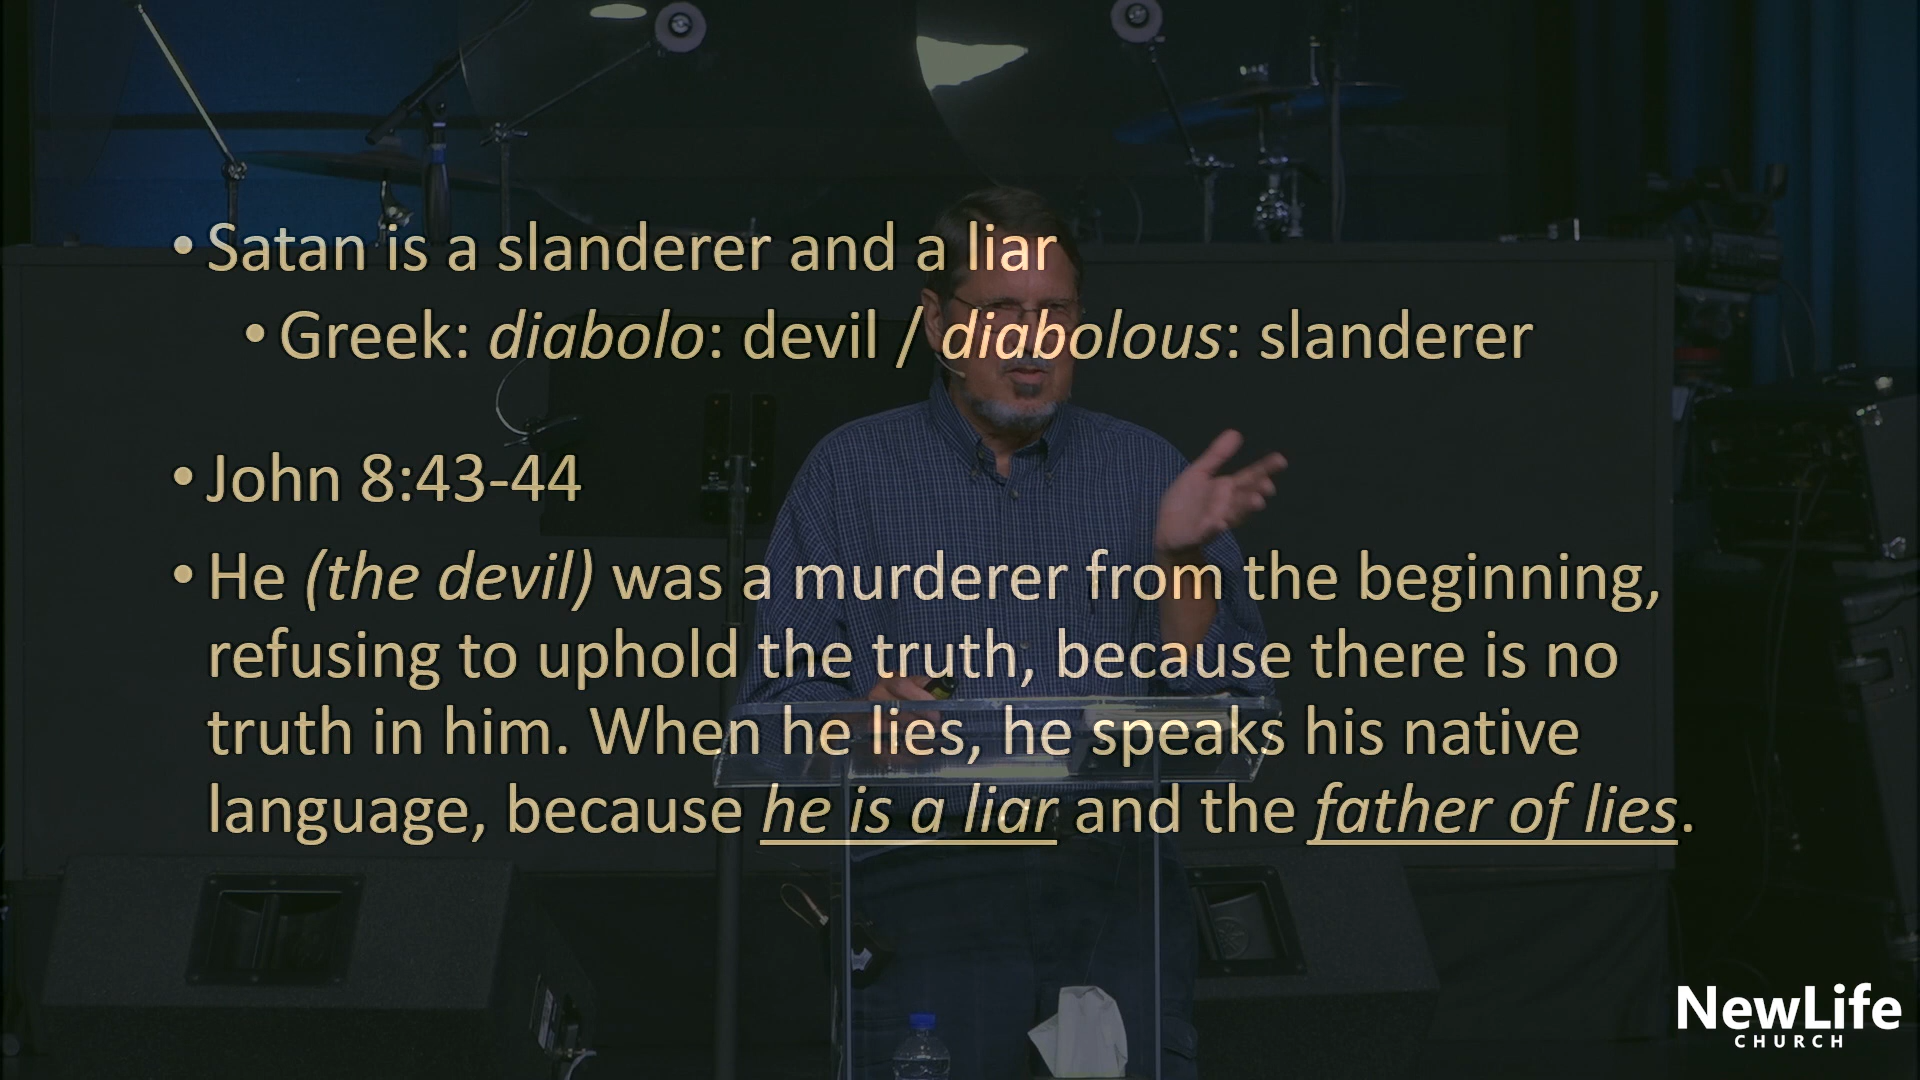 • Satan is a slanderer and a liar
• Greek: diabolo: devil / diabolous: slanderer
• John 8:43-44
• He (the devil) was a murderer from the beginning,
refusing to uphold the truth, because there is no
truth in him. When he lies, he speaks his native
language, because he is a liar and the father of lies.
NewLife
CHURCH